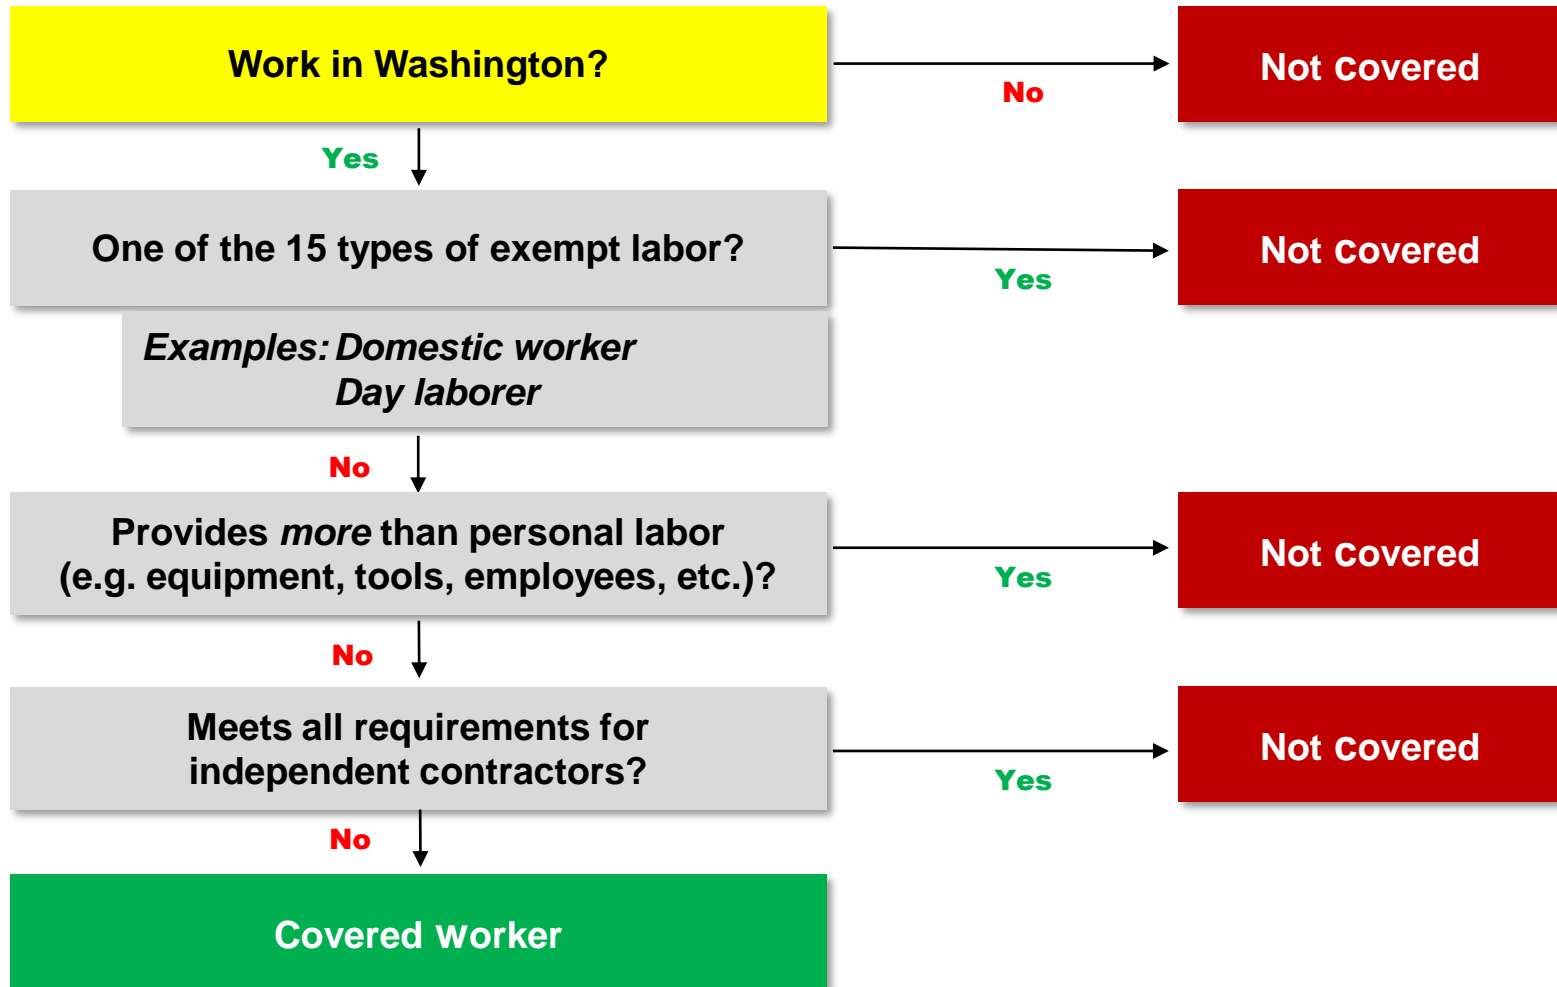 Work in Washington?
No
Not covered
Yes
One of the 15 types of exempt labor?
Yes
Not covered
Examples: Domestic worker
Day laborer
No
Provides more than personal labor
(e.g. equipment, tools, employees, etc.)?
Yes
Not covered
No
Meets all requirements for
independent contractors?
Yes
Not covered
No
Covered worker